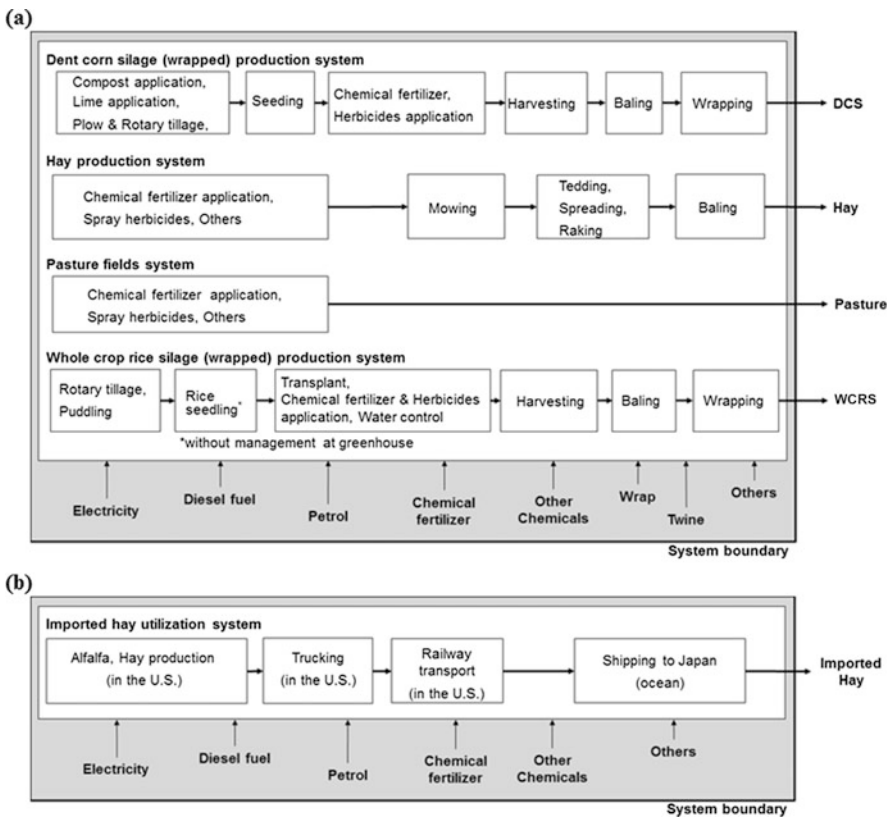 (a)
Dent corn silage (wrapped) production system
Compost application,
Lime application,
Plow & Rotary tillage,
Seeding
Chemical fertilizer,
Herbicides application
Harvesting
Baling
Wrapping
DCS
Hay production system
Chemical fertilizer application,
Spray herbicides, Others
Mowing
Tedding,
Spreading,
Raking
Baling
Hay
Pasture fields system
Chemical fertilizer application,
Spray herbicides, Others
Pasture
Whole crop rice silage (wrapped) production system
Rotary tillage,
Puddling
Rice
seedling*
Transplant,
Chemical fertilizer & Herbicides
application, Water control
Harvesting
Baling
Wrapping
WCRS
*without management at greenhouse
Electricity
Diesel fuel
Petrol
Chemical
fertilizer
Other
Chemicals
Wrap
Twine
Others
System boundary
(b)
Imported hay utilization system
Alfalfa, Hay production
(in the U.S.)
Trucking
(in the U.S.)
Railway
transport
(in the U.S.)
Shipping to Japan
(ocean)
Imported
Hay
Electricity
Diesel fuel
Petrol
Chemical
fertilizer
Other
Chemicals
Others
System boundary